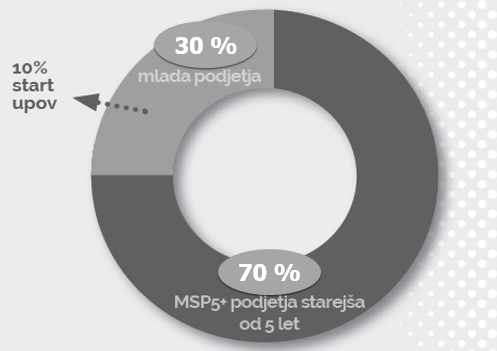 30 %
mlada podjetja
10%
start
upov
70 %
MSP5+ podjetja starejša
od 5 let